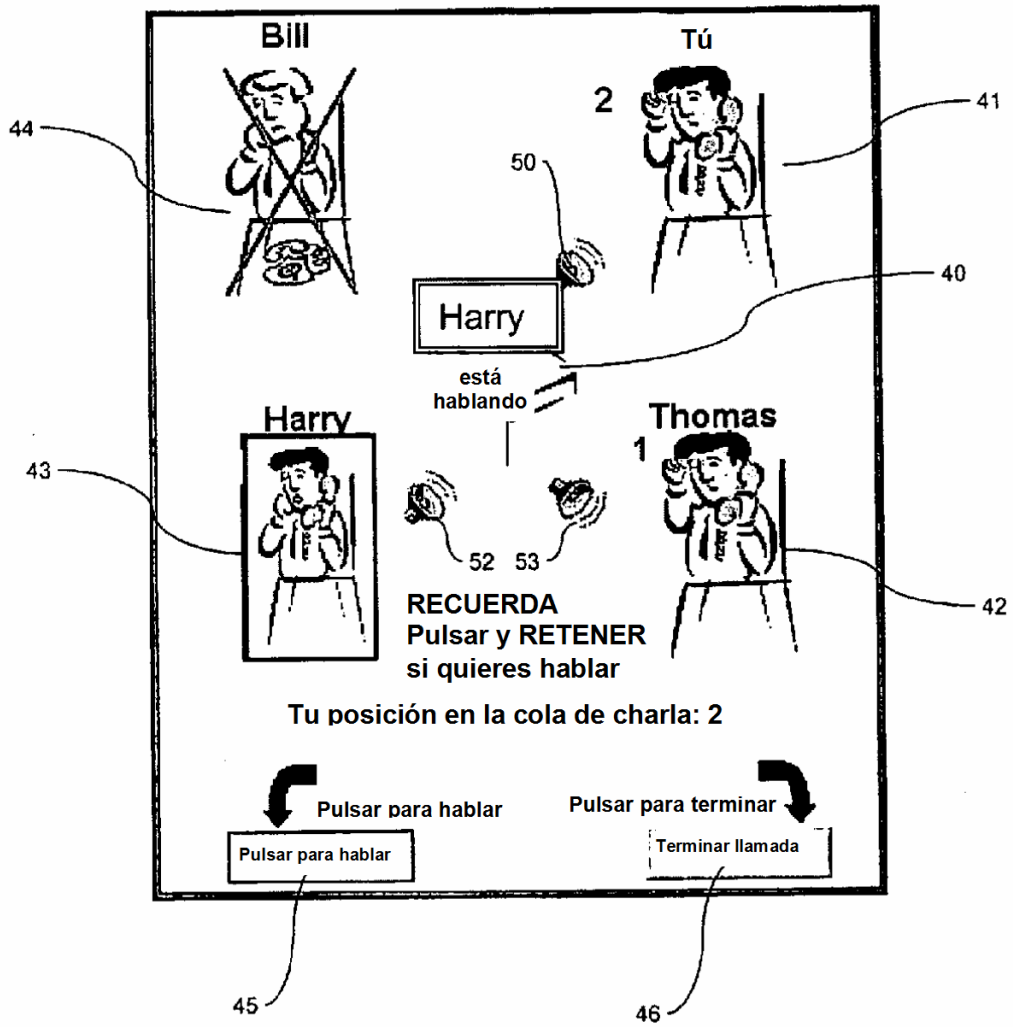 Bill
Tú
2
41
44
50
40
Harry
está
hablando
Harry
Thomas
1
43
52 53
42
RECUERDA
Pulsar y RETENER
si quieres hablar
Tu posición en la cola de charla: 2
Pulsar para hablar
Pulsar para terminar
Pulsar para hablar
Terminar llamada
45
46